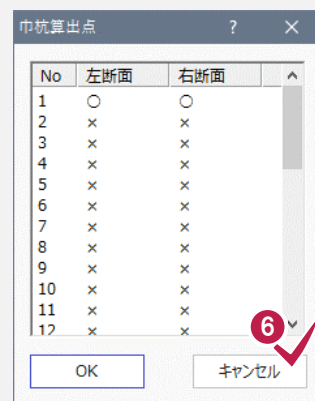 巾杭算出点 ? ×
No 左断面 右断面
1 ○ ○
2 × ×
3 × ×
4 × ×
5 × ×
6 × ×
7 × ×
8 × ×
9 × ×
10 × ×
11 × ×
12 × ×
6
OK キャンセル